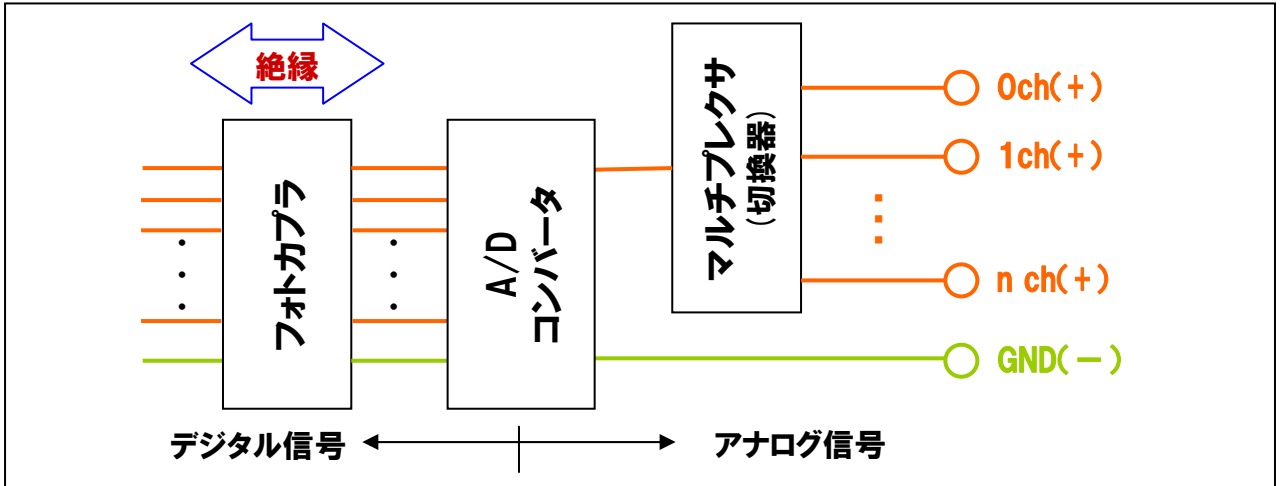 絶縁
フォトカプラ
A/D
コンバータ
マルチプレクサ
(切換器)
0ch(+)
1ch(+)
n ch(+)
GND(－)
デジタル信号
アナログ信号